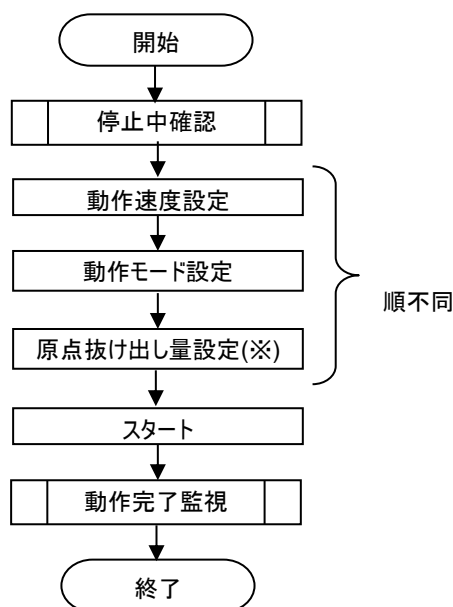 開始
停止中確認
動作速度設定
動作モード設定
順不同
原点抜け出し量設定(※)
スタート
動作完了監視
終了